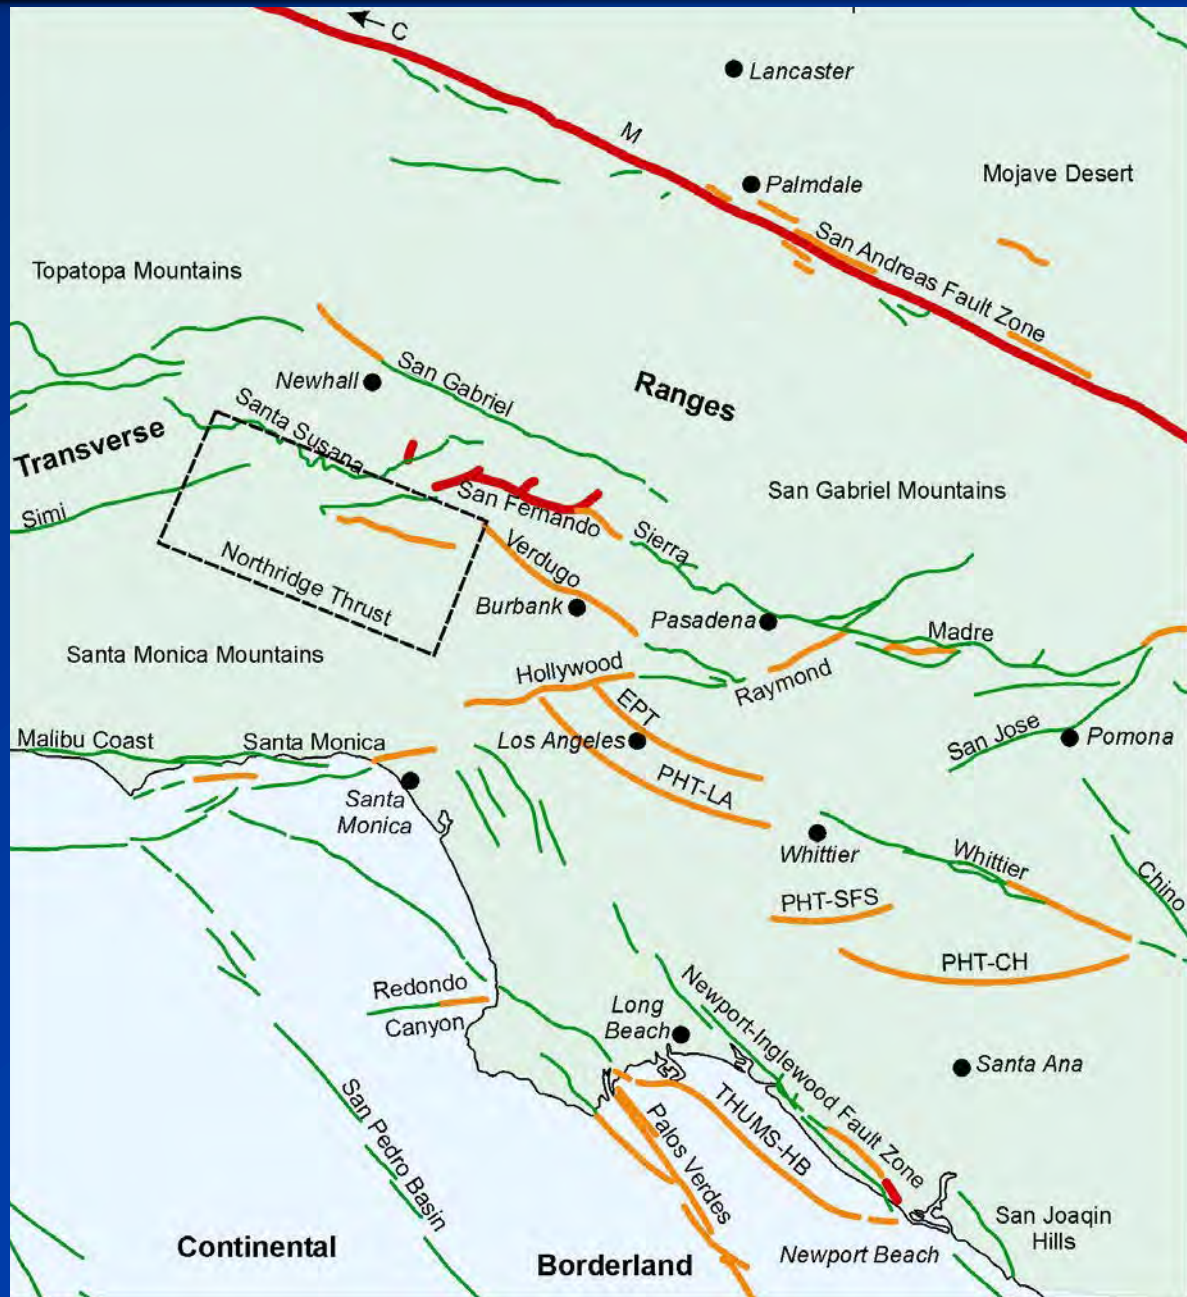 C
Lancaster
M
Palmdale
Mojave Desert
San Andreas Fault Zone
Topatopa Mountains
Newhall
San Gabriel
Ranges
Santa Susana
Transverse
San Gabriel Mountains
Simi
San Fernando
Sierra
Verdugo
Northridge Thrust
Burbank
Pasadena
Madre
Santa Monica Mountains
Hollywood
Raymond
EPT
Malibu Coast
Santa Monica
Los Angeles
San Jose
Pomona
PHT-LA
Santa
Monica
Whittier
Whittier
Chino
PHT-SFS
PHT-CH
Redondo
Canyon
Long
Beach
Newport-Inglewood Fault Zone
Santa Ana
THUMS-HB
Palos Verdes
San Pedro Basin
San Joaqin
Hills
Continental
Borderland
Newport Beach